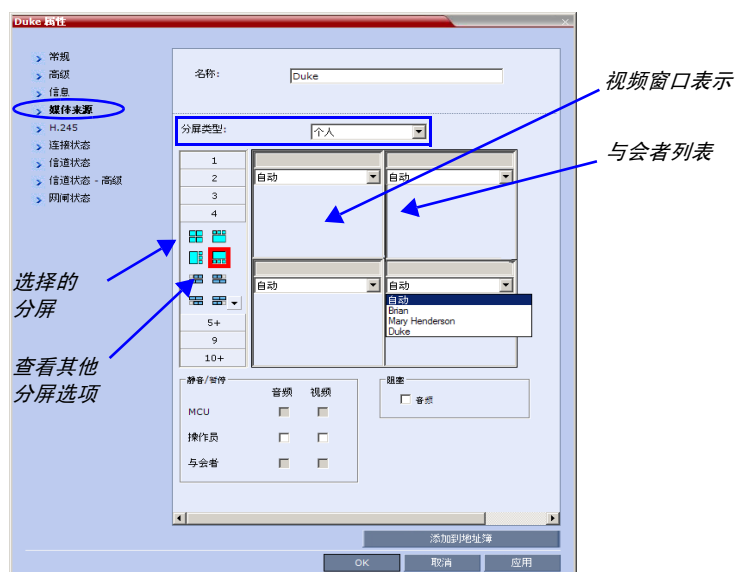 Duke 属性
常规
高级
信息
媒体来源
H.245
连接状态
信道状态
信道状态 - 高级
网闸状态
名称:
Duke
分屏类型:
个人
1
2
3
4
5+
9
10+
自动
自动
自动
自动
自动
Brian
Mary Henderson
Duke
静音/暂停
音频 视频
MCU
操作员
与会者
阻塞
音频
添加到地址簿
OK
取消
应用
视频窗口表示
与会者列表
选择的
分屏
查看其他
分屏选项